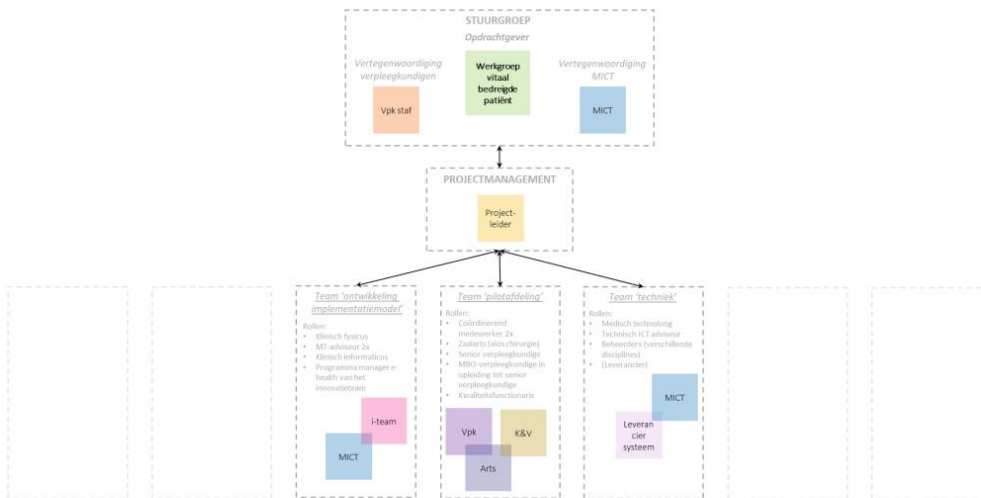 STUURGROEP
Opdrachtgever
Vertegenwoordiging
verpleegkundigen
Vpk staf
Werkgroep
vitaal
bedreigde
patiënt
Vertegenwoordiging
MICT
MICT
PROJECTMANAGEMENT
Project-
leider
Team 'ontwikkeling
implementatiemodel'
Rollen:
• Klinisch fysicus
• MT-adviseur 2x
• Klinisch informaticus
• Programma manager e-
health van het
innovatieteam
i-team
MICT
Team 'pilotafdeling'
Rollen:
• Coördinerend
medewerker 2x
• Zaalarts (aios chirurgie)
• Senior verpleegkundige
• MBO-verpleegkundige in
opleiding tot senior
verpleegkundige
• Kwaliteitsfunctionaris
Vpk
K&V
Arts
Team 'techniek'
Rollen:
• Medisch technoloog
• Technisch ICT adviseur
• Beheerders (verschillende
disciplines)
• (Leverancier)
MICT
Leveran
cier
systeem